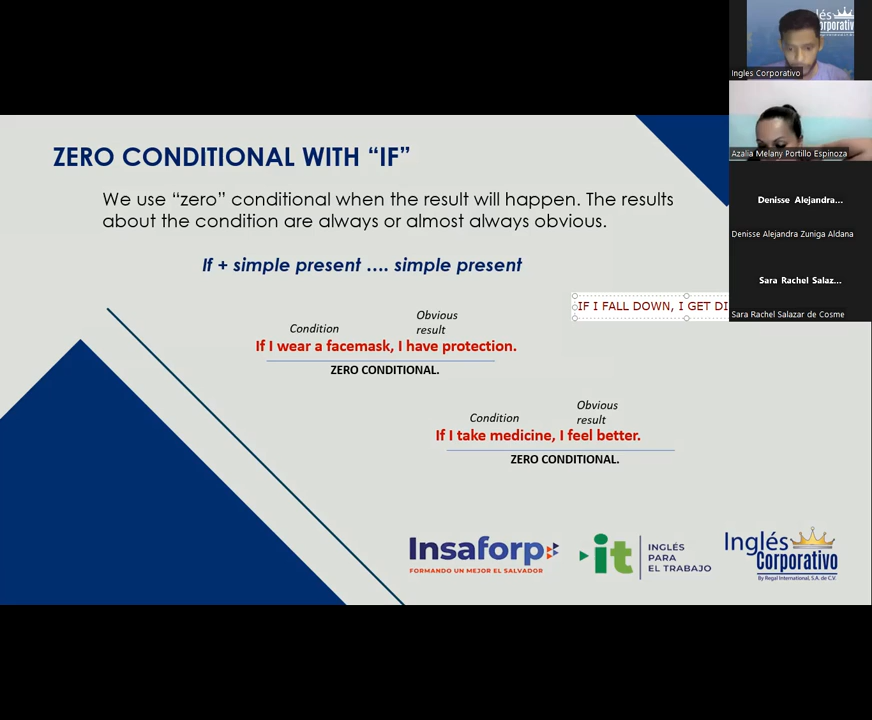 ZERO CONDITIONAL WITH “IF”
We use “zero” conditional when the result will happen. The results
about the condition are always or almost always obvious.
If + simple present …. simple present
IF I FALL DOWN, I GET DI
Condition
Obvious
result
If I wear a facemask, I have protection.
ZERO CONDITIONAL.
Condition
Obvious
result
If I take medicine, I feel better.
ZERO CONDITIONAL.
Insaforp
FORMANDO UN MEJOR EL SALVADOR
it
INGLÉS
PARA
EL TRABAJO
Inglés
Corporativo
By Regal International, S.A. de C.V.
lés
orporativo
Ingles Corporativo
Azalia Melany Portillo Espinoza
Denisse Alejandra...
Denisse Alejandra Zuniga Aldana
Sara Rachel Salaz...
Sara Rachel Salazar de Cosme